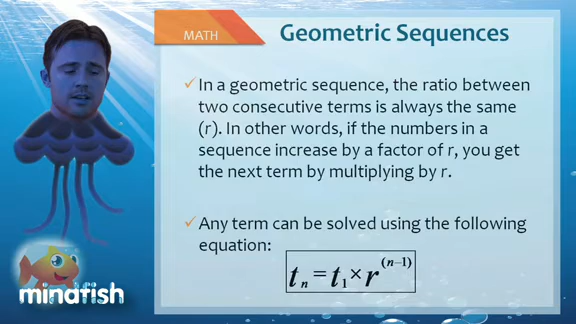 MATH
Geometric Sequences
In a geometric sequence, the ratio between
two consecutive terms is always the same
(r). In other words, if the numbers in a
sequence increase by a factor of r, you get
the next term by multiplying by r.
Any term can be solved using the following
equation:
tₙ = t₁ × r⁽ⁿ⁻¹⁾
minafish